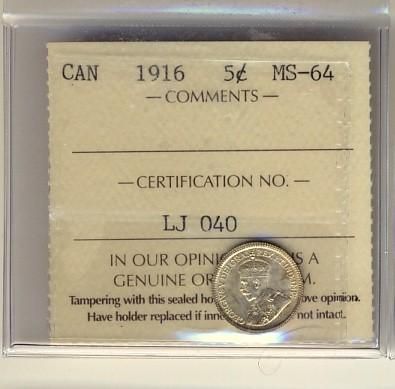 CAN 1916 5¢ MS-64
— COMMENTS —
— CERTIFICATION NO. —
LJ 040
IN OUR A
GENUINE
Tampering with this sealed opinion.
Have holder replaced if not intact.